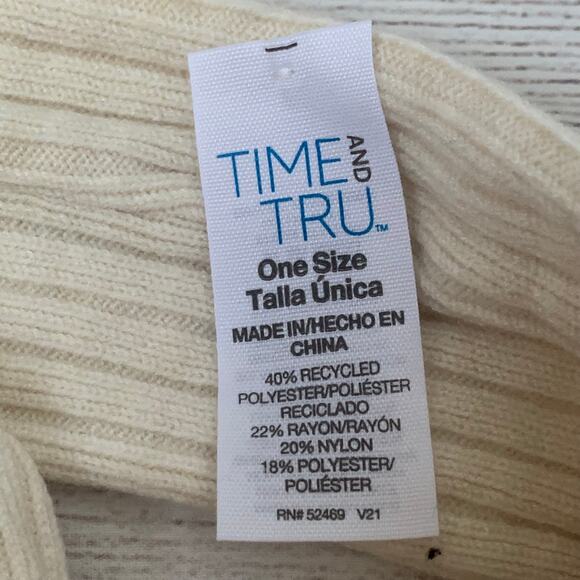 TIME AND
TRU™
One Size
Talla Única
MADE IN/HECHO EN
CHINA
40% RECYCLED
POLYESTER/POLIÉSTER
RECICLADO
22% RAYON/RAYÓN
20% NYLON
18% POLYESTER/
POLIÉSTER
RN# 52469 V21